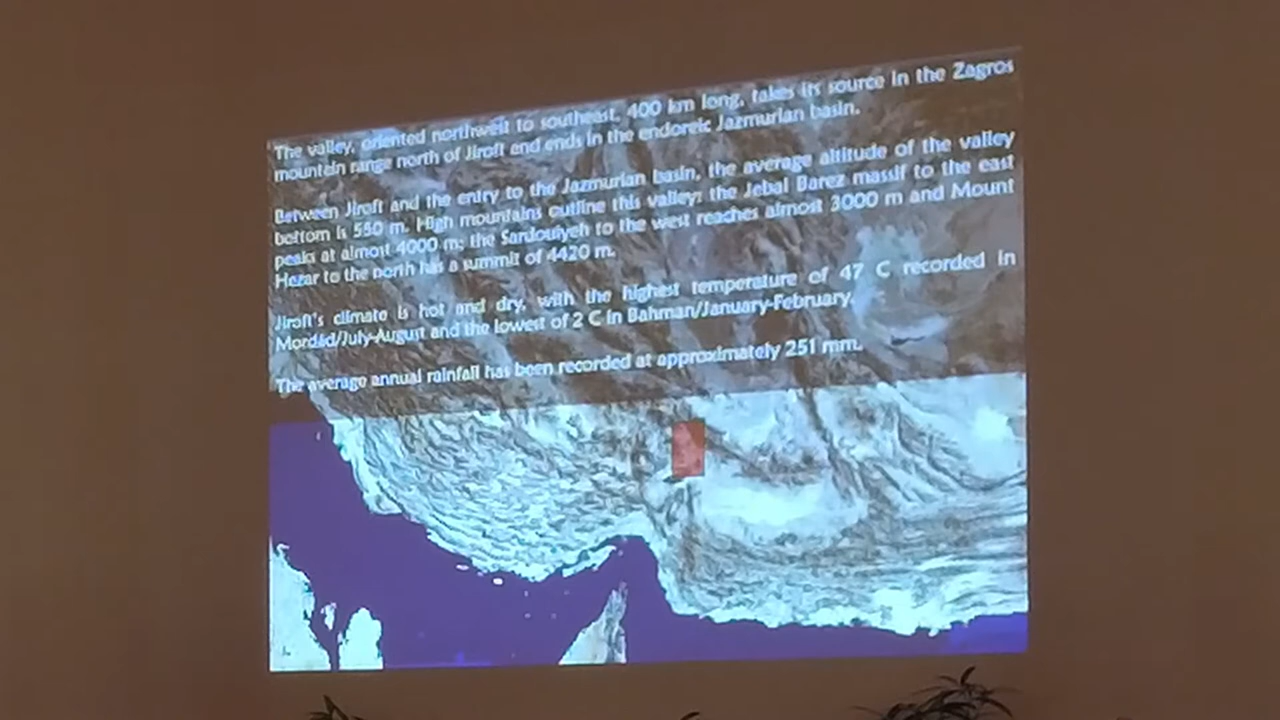 The valley, oriented northwest to southeast, 400 km long, takes its source in the Zagros
mountain range north of Jiroft and ends in the endoreic Jazmurian basin.
Between Jiroft and the entry to the Jazmurian basin, the average altitude of the valley
bottom is 550 m. High mountains outline this valley: the Jebal Barez massif to the east
peaks at almost 4000 m; the Sardouiyeh to the west reaches almost 3000 m and Mount
Hezar to the north has a summit of 4420 m.
Jiroft's climate is hot and dry, with the highest temperature of 47 C recorded in
Mordad/July-August and the lowest of 2 C in Bahman/January-February.
The average annual rainfall has been recorded at approximately 251 mm.